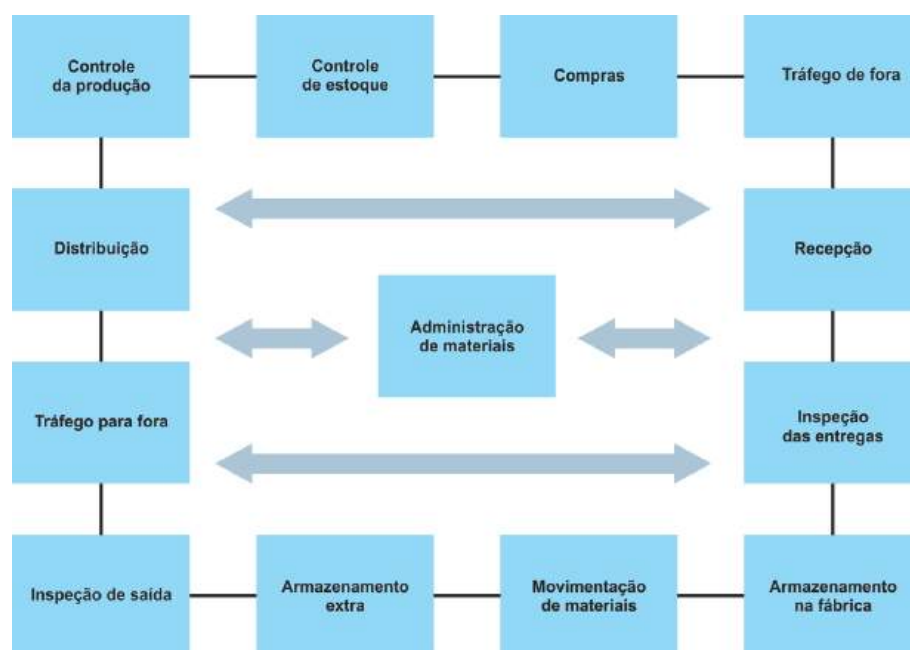 Controle
da produção
Controle
de estoque
Compras
Tráfego de fora
Distribuição
Recepção
Administração
de materiais
Tráfego para fora
Inspeção
das entregas
Inspeção de saída
Armazenamento
extra
Movimentação
de materiais
Armazenamento
na fábrica